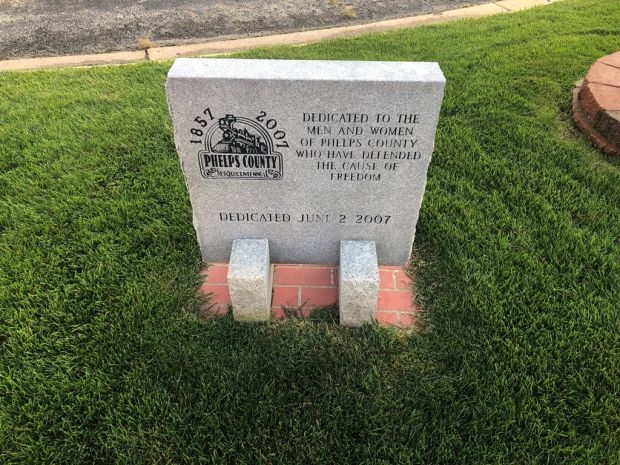 1857 2007
PHELPS COUNTY
SESQUICENTENNIAL
DEDICATED TO THE
MEN AND WOMEN
OF PHELPS COUNTY
WHO HAVE DEFENDED
THE CAUSE OF
FREEDOM
DEDICATED JUNE 2 2007